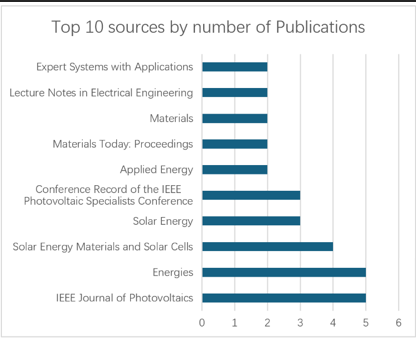 Top 10 sources by number of Publications
Expert Systems with Applications
Lecture Notes in Electrical Engineering
Materials
Materials Today: Proceedings
Applied Energy
Conference Record of the IEEE
Photovoltaic Specialists Conference
Solar Energy
Solar Energy Materials and Solar Cells
Energies
IEEE Journal of Photovoltaics
0 1 2 3 4 5 6